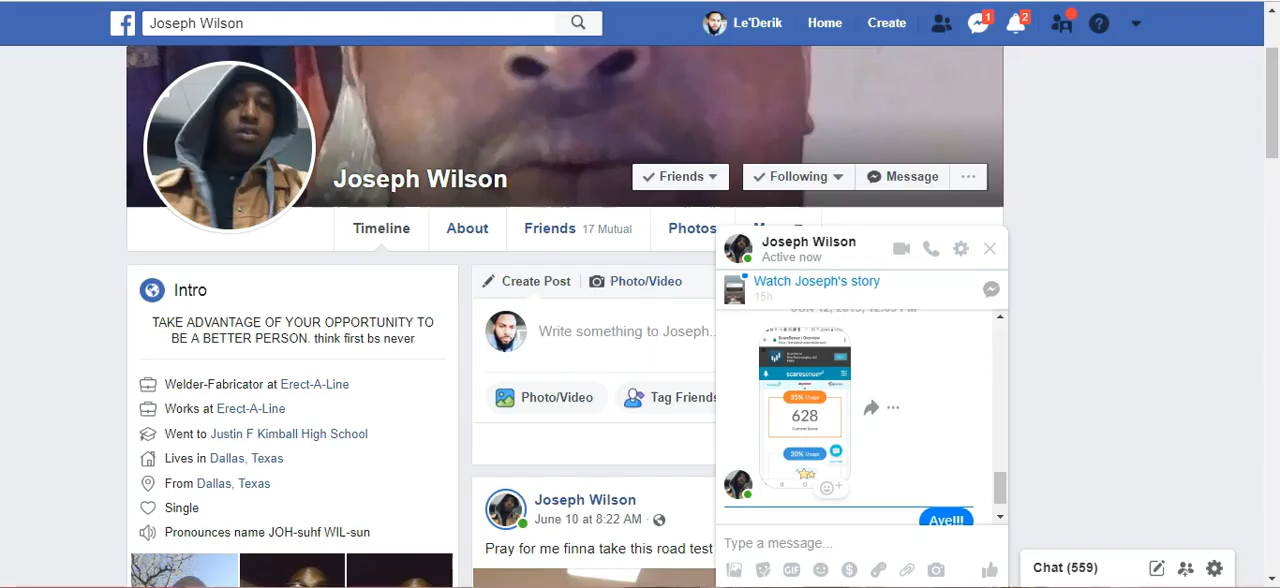 Joseph Wilson
Le'Derik Home Create 1 2
Joseph Wilson
Friends Following Message
Timeline About Friends 17 Mutual Photos
Intro
TAKE ADVANTAGE OF YOUR OPPORTUNITY TO
BE A BETTER PERSON. think first bs never
Welder-Fabricator at Erect-A-Line
Works at Erect-A-Line
Went to Justin F Kimball High School
Lives in Dallas, Texas
From Dallas, Texas
Single
Pronounces name JOH-suhf WIL-sun
Create Post Photo/Video
Write something to Joseph...
Photo/Video Tag Friends
Joseph Wilson
June 10 at 8:22 AM
Pray for me finna take this road test
Joseph Wilson
Active now
Watch Joseph's story
15h
scoresense
628
Current Score
Aye!!!
Type a message...
GIF
Chat (559)